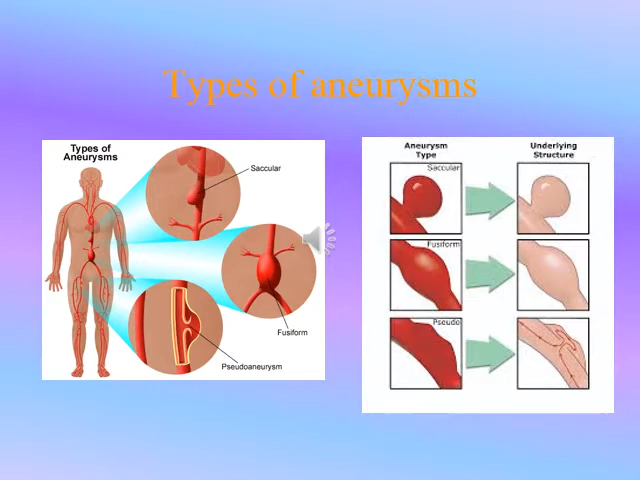 Types of aneurysms
Types of
Aneurysms
Saccular
Fusiform
Pseudoaneurysm
Aneurysm
Type
Underlying
Structure
Saccular
Fusiform
Pseudo